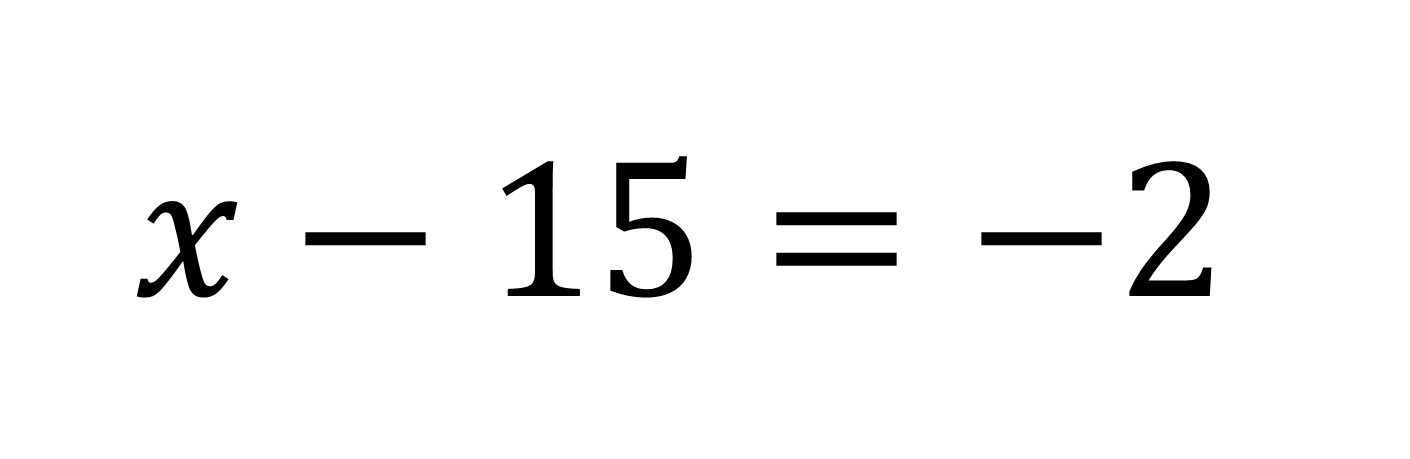 x − 15 = −2